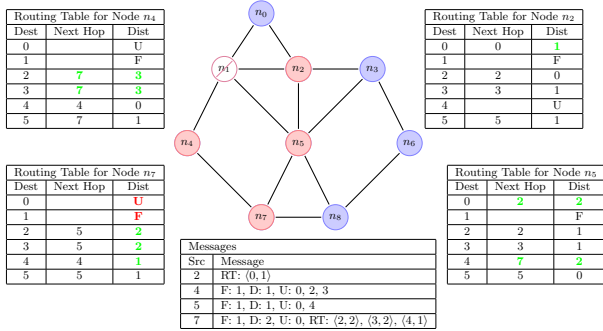 Routing Table for Node n4
Dest Next Hop Dist
0 U
1 F
2 7 3
3 7 3
4 4 0
5 7 1
n0
Routing Table for Node n2
Dest Next Hop Dist
0 0 1
1 F
2 2 0
3 3 1
4 U
5 5 1
n1
n2
n3
n4
n5
n6
n7
n8
Routing Table for Node n7
Dest Next Hop Dist
0 U
1 F
2 5 2
3 5 2
4 4 1
5 5 1
Routing Table for Node n5
Dest Next Hop Dist
0 2 2
1 F
2 2 1
3 3 1
4 7 2
5 5 0
Messages
Src Message
2 RT: ⟨0, 1⟩
4 F: 1, D: 1, U: 0, 2, 3
5 F: 1, D: 1, U: 0, 4
7 F: 1, D: 2, U: 0, RT: ⟨2, 2⟩, ⟨3, 2⟩, ⟨4, 1⟩